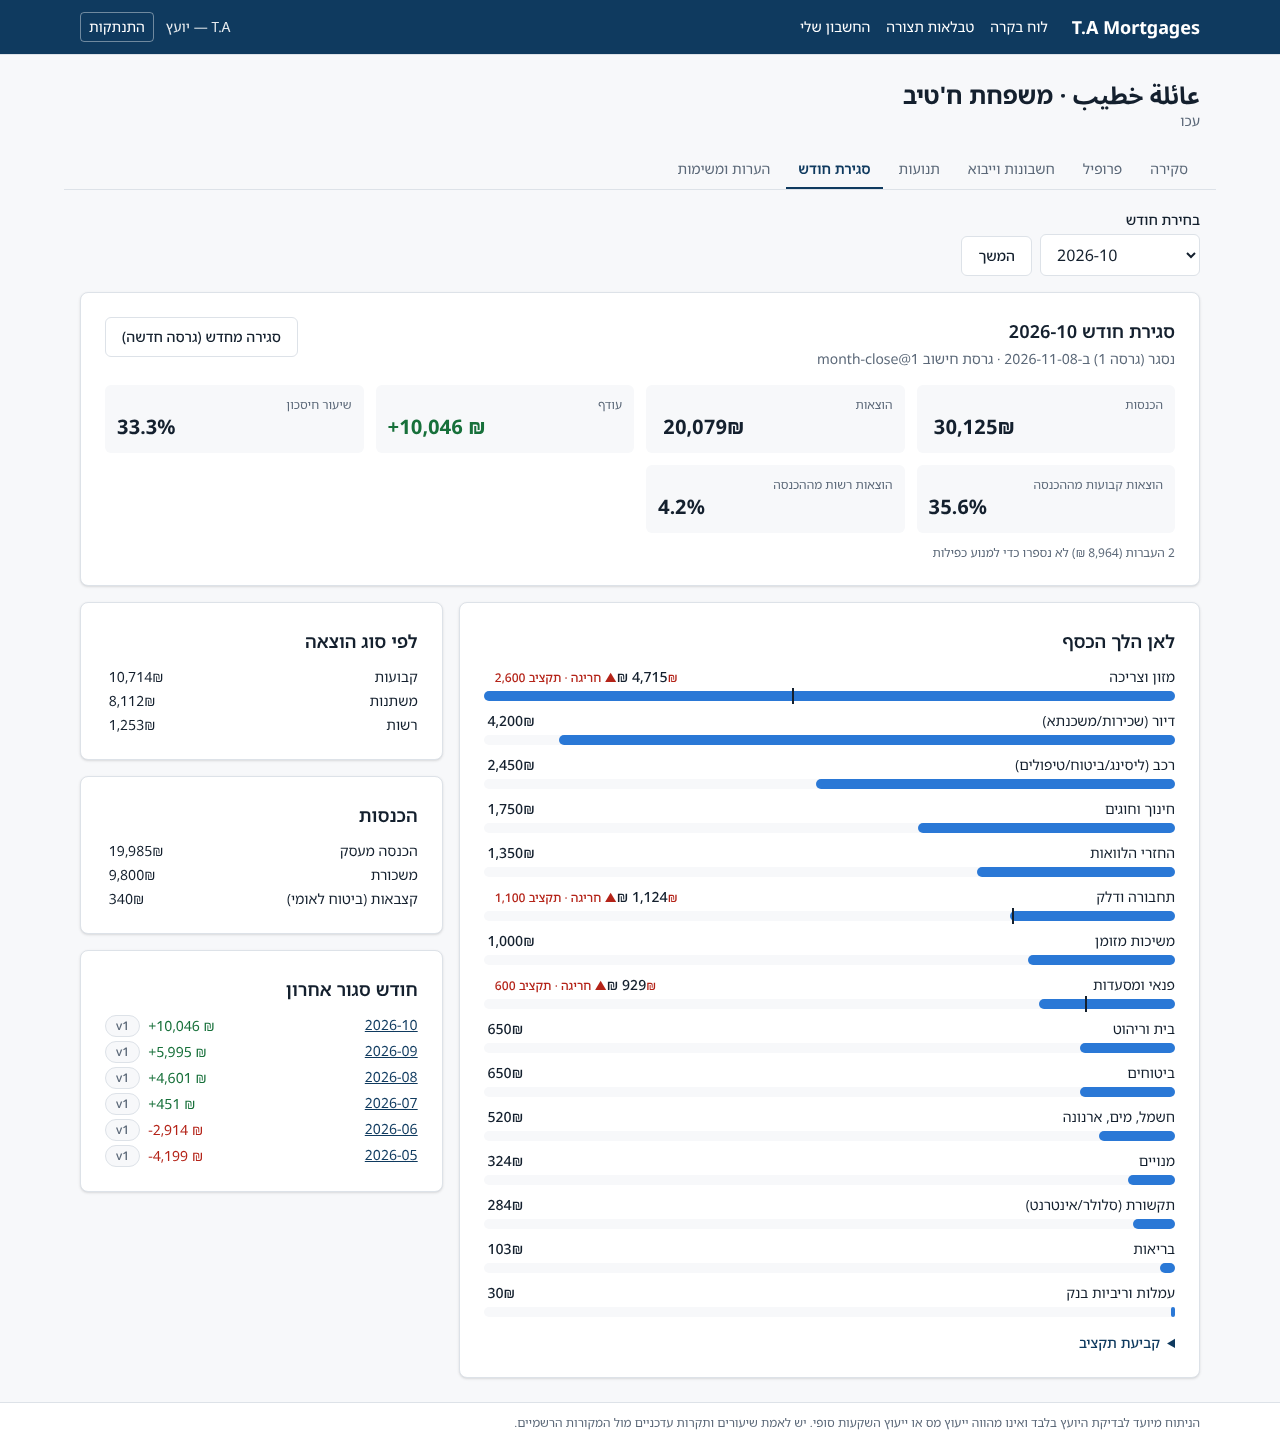 T.A Mortgages
לוח בקרה
טבלאות תצורה
החשבון שלי
T.A — יועץ
התנתקות
عائلة خطيب · משפחת ח'טיב
עכו
סקירה
פרופיל
חשבונות וייבוא
תנועות
סגירת חודש
הערות ומשימות
בחירת חודש
2026-10
המשך
סגירת חודש 2026-10
נסגר (גרסה 1) ב-2026-11-08 · גרסת חישוב month-close@1
סגירה מחדש (גרסה חדשה)
הכנסות
30,125₪
הוצאות
20,079₪
עודף
+10,046 ₪
שיעור חיסכון
33.3%
הוצאות קבועות מההכנסה
35.6%
הוצאות רשות מההכנסה
4.2%
2 העברות (8,964 ₪) לא נספרו כדי למנוע כפילות
לאן הלך הכסף
מזון וצריכה
4,715 ₪ ▲ חריגה · תקציב 2,600 ₪
דיור (שכירות/משכנתא)
4,200₪
רכב (ליסינג/ביטוח/טיפולים)
2,450₪
חינוך וחוגים
1,750₪
החזרי הלוואות
1,350₪
תחבורה ודלק
1,124 ₪ ▲ חריגה · תקציב 1,100 ₪
משיכות מזומן
1,000₪
פנאי ומסעדות
929 ₪ ▲ חריגה · תקציב 600 ₪
בית וריהוט
650₪
ביטוחים
650₪
חשמל, מים, ארנונה
520₪
מנויים
324₪
תקשורת (סלולר/אינטרנט)
284₪
בריאות
103₪
עמלות וריביות בנק
30₪
◀ קביעת תקציב
לפי סוג הוצאה
קבועות 10,714₪
משתנות 8,112₪
רשות 1,253₪
הכנסות
הכנסה מעסק 19,985₪
משכורת 9,800₪
קצבאות (ביטוח לאומי) 340₪
חודש סגור אחרון
2026-10 +10,046 ₪ v1
2026-09 +5,995 ₪ v1
2026-08 +4,601 ₪ v1
2026-07 +451 ₪ v1
2026-06 -2,914 ₪ v1
2026-05 -4,199 ₪ v1
הניתוח מיועד לבדיקת היועץ בלבד ואינו מהווה ייעוץ מס או ייעוץ השקעות סופי. יש לאמת שיעורים ותקרות עדכניים מול המקורות הרשמיים.